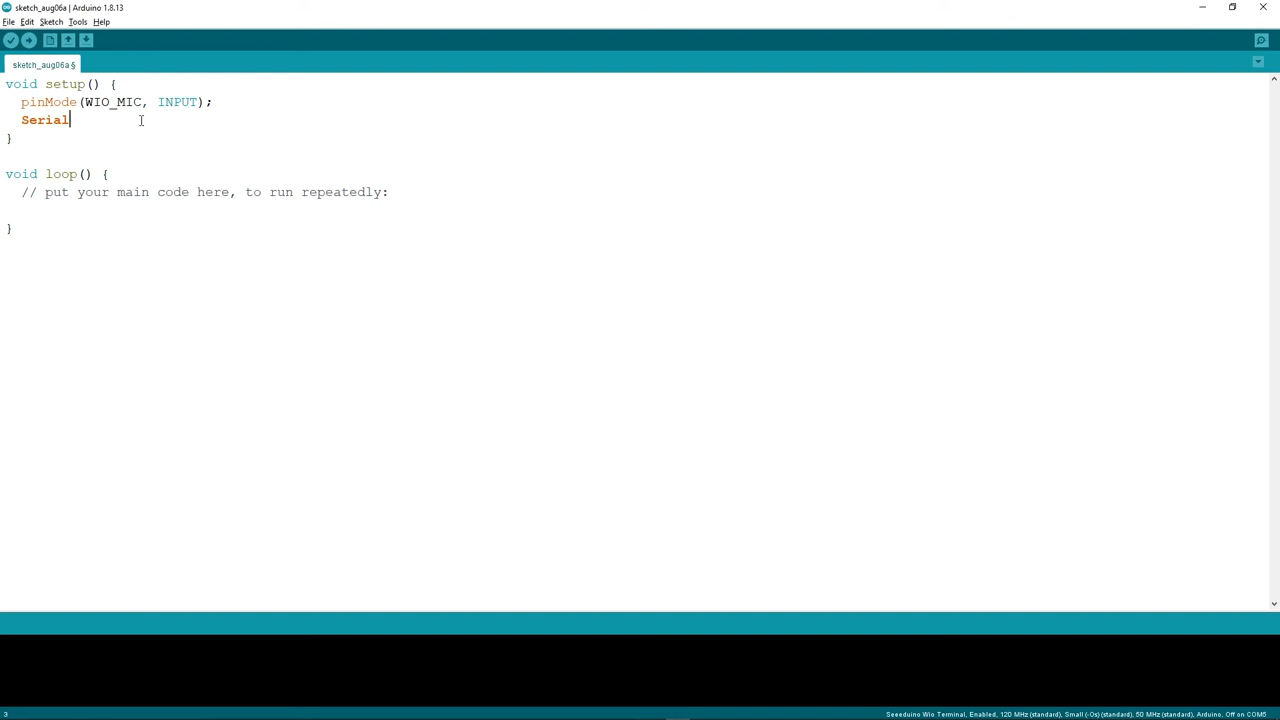 sketch_aug06a | Arduino 1.8.13
File Edit Sketch Tools Help
sketch_aug06a §
void setup() {
pinMode(WIO_MIC, INPUT);
Serial
}
void loop() {
// put your main code here, to run repeatedly:
}
3
Seeeduino Wio Terminal, Enabled, 120 MHz (standard), Small (-Os) (standard), 50 MHz (standard), Arduino, Off on COM5